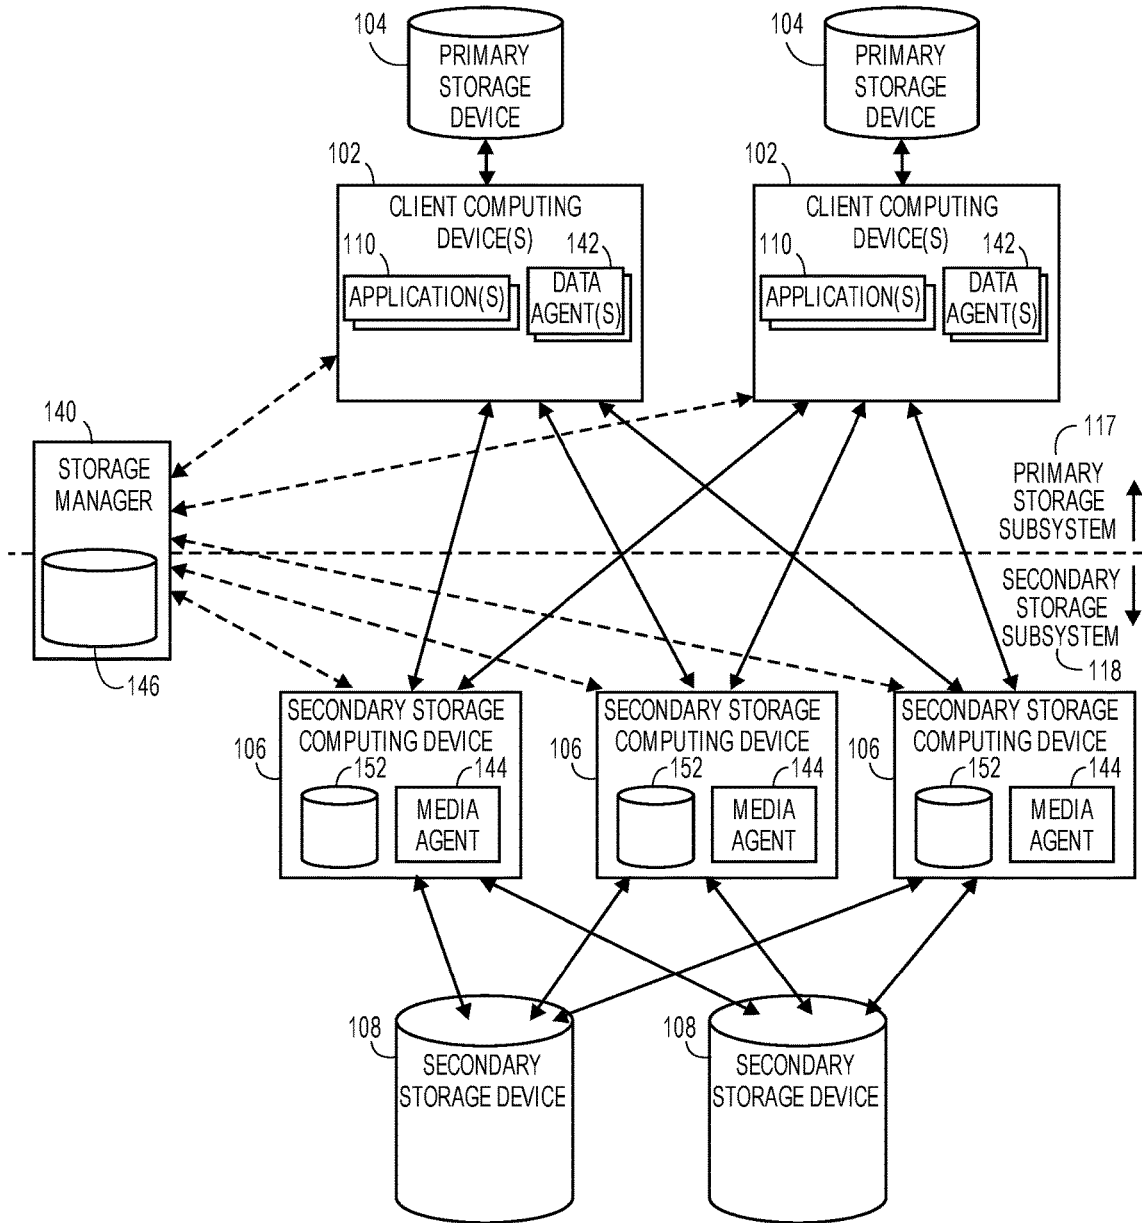 104
PRIMARY
STORAGE
DEVICE
104
PRIMARY
STORAGE
DEVICE
102
CLIENT COMPUTING
DEVICE(S)
110
142
APPLICATION(S)
DATA
AGENT(S)
102
CLIENT COMPUTING
DEVICE(S)
110
142
APPLICATION(S)
DATA
AGENT(S)
140
STORAGE
MANAGER
146
117
PRIMARY
STORAGE
SUBSYSTEM
SECONDARY
STORAGE
SUBSYSTEM
118
SECONDARY STORAGE
COMPUTING DEVICE
106
152
144
MEDIA
AGENT
SECONDARY STORAGE
COMPUTING DEVICE
106
152
144
MEDIA
AGENT
SECONDARY STORAGE
COMPUTING DEVICE
106
152
144
MEDIA
AGENT
108
SECONDARY
STORAGE DEVICE
108
SECONDARY
STORAGE DEVICE